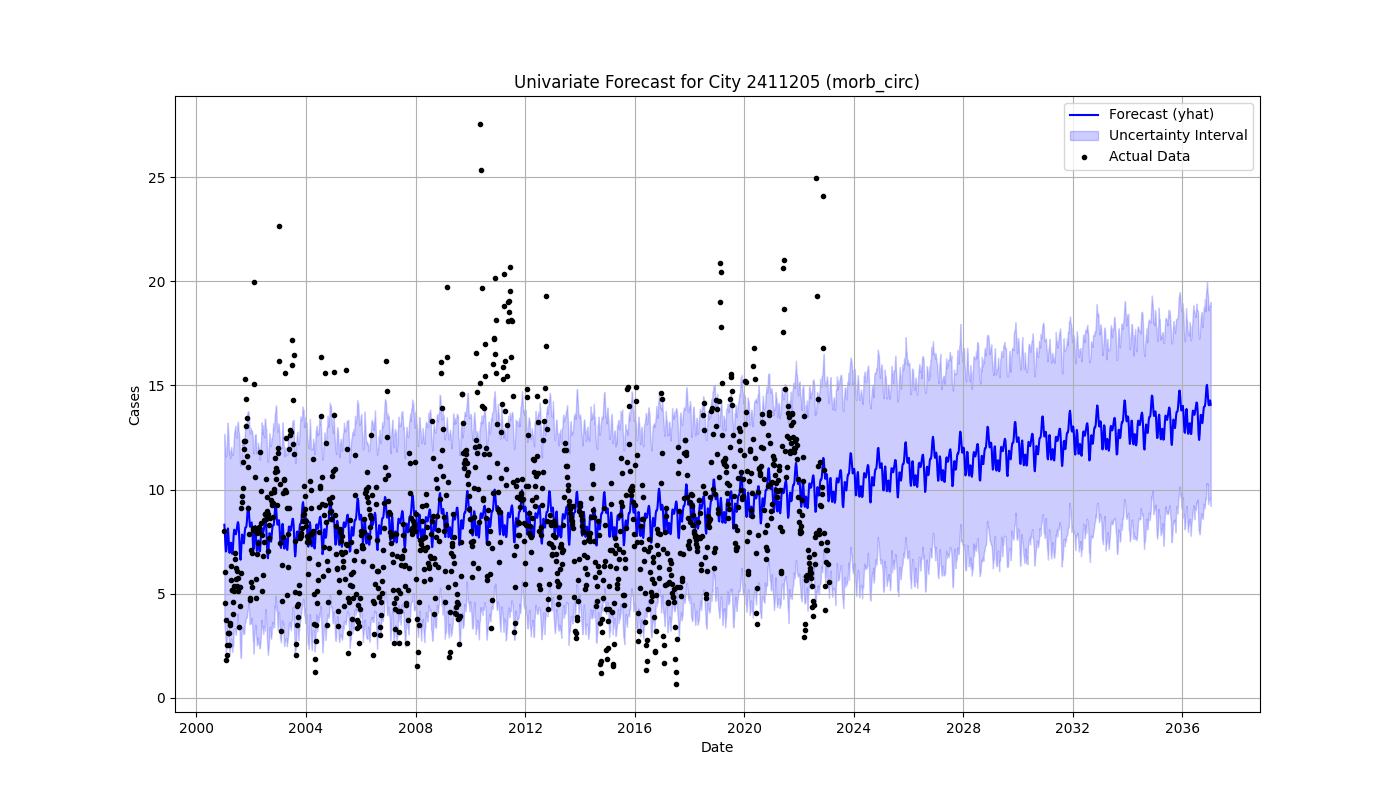 Univariate Forecast for City 2411205 (morb_circ)
Forecast (yhat)
Uncertainty Interval
Actual Data
Cases
25
20
15
10
5
0
2000 2004 2008 2012 2016 2020 2024 2028 2032 2036
Date